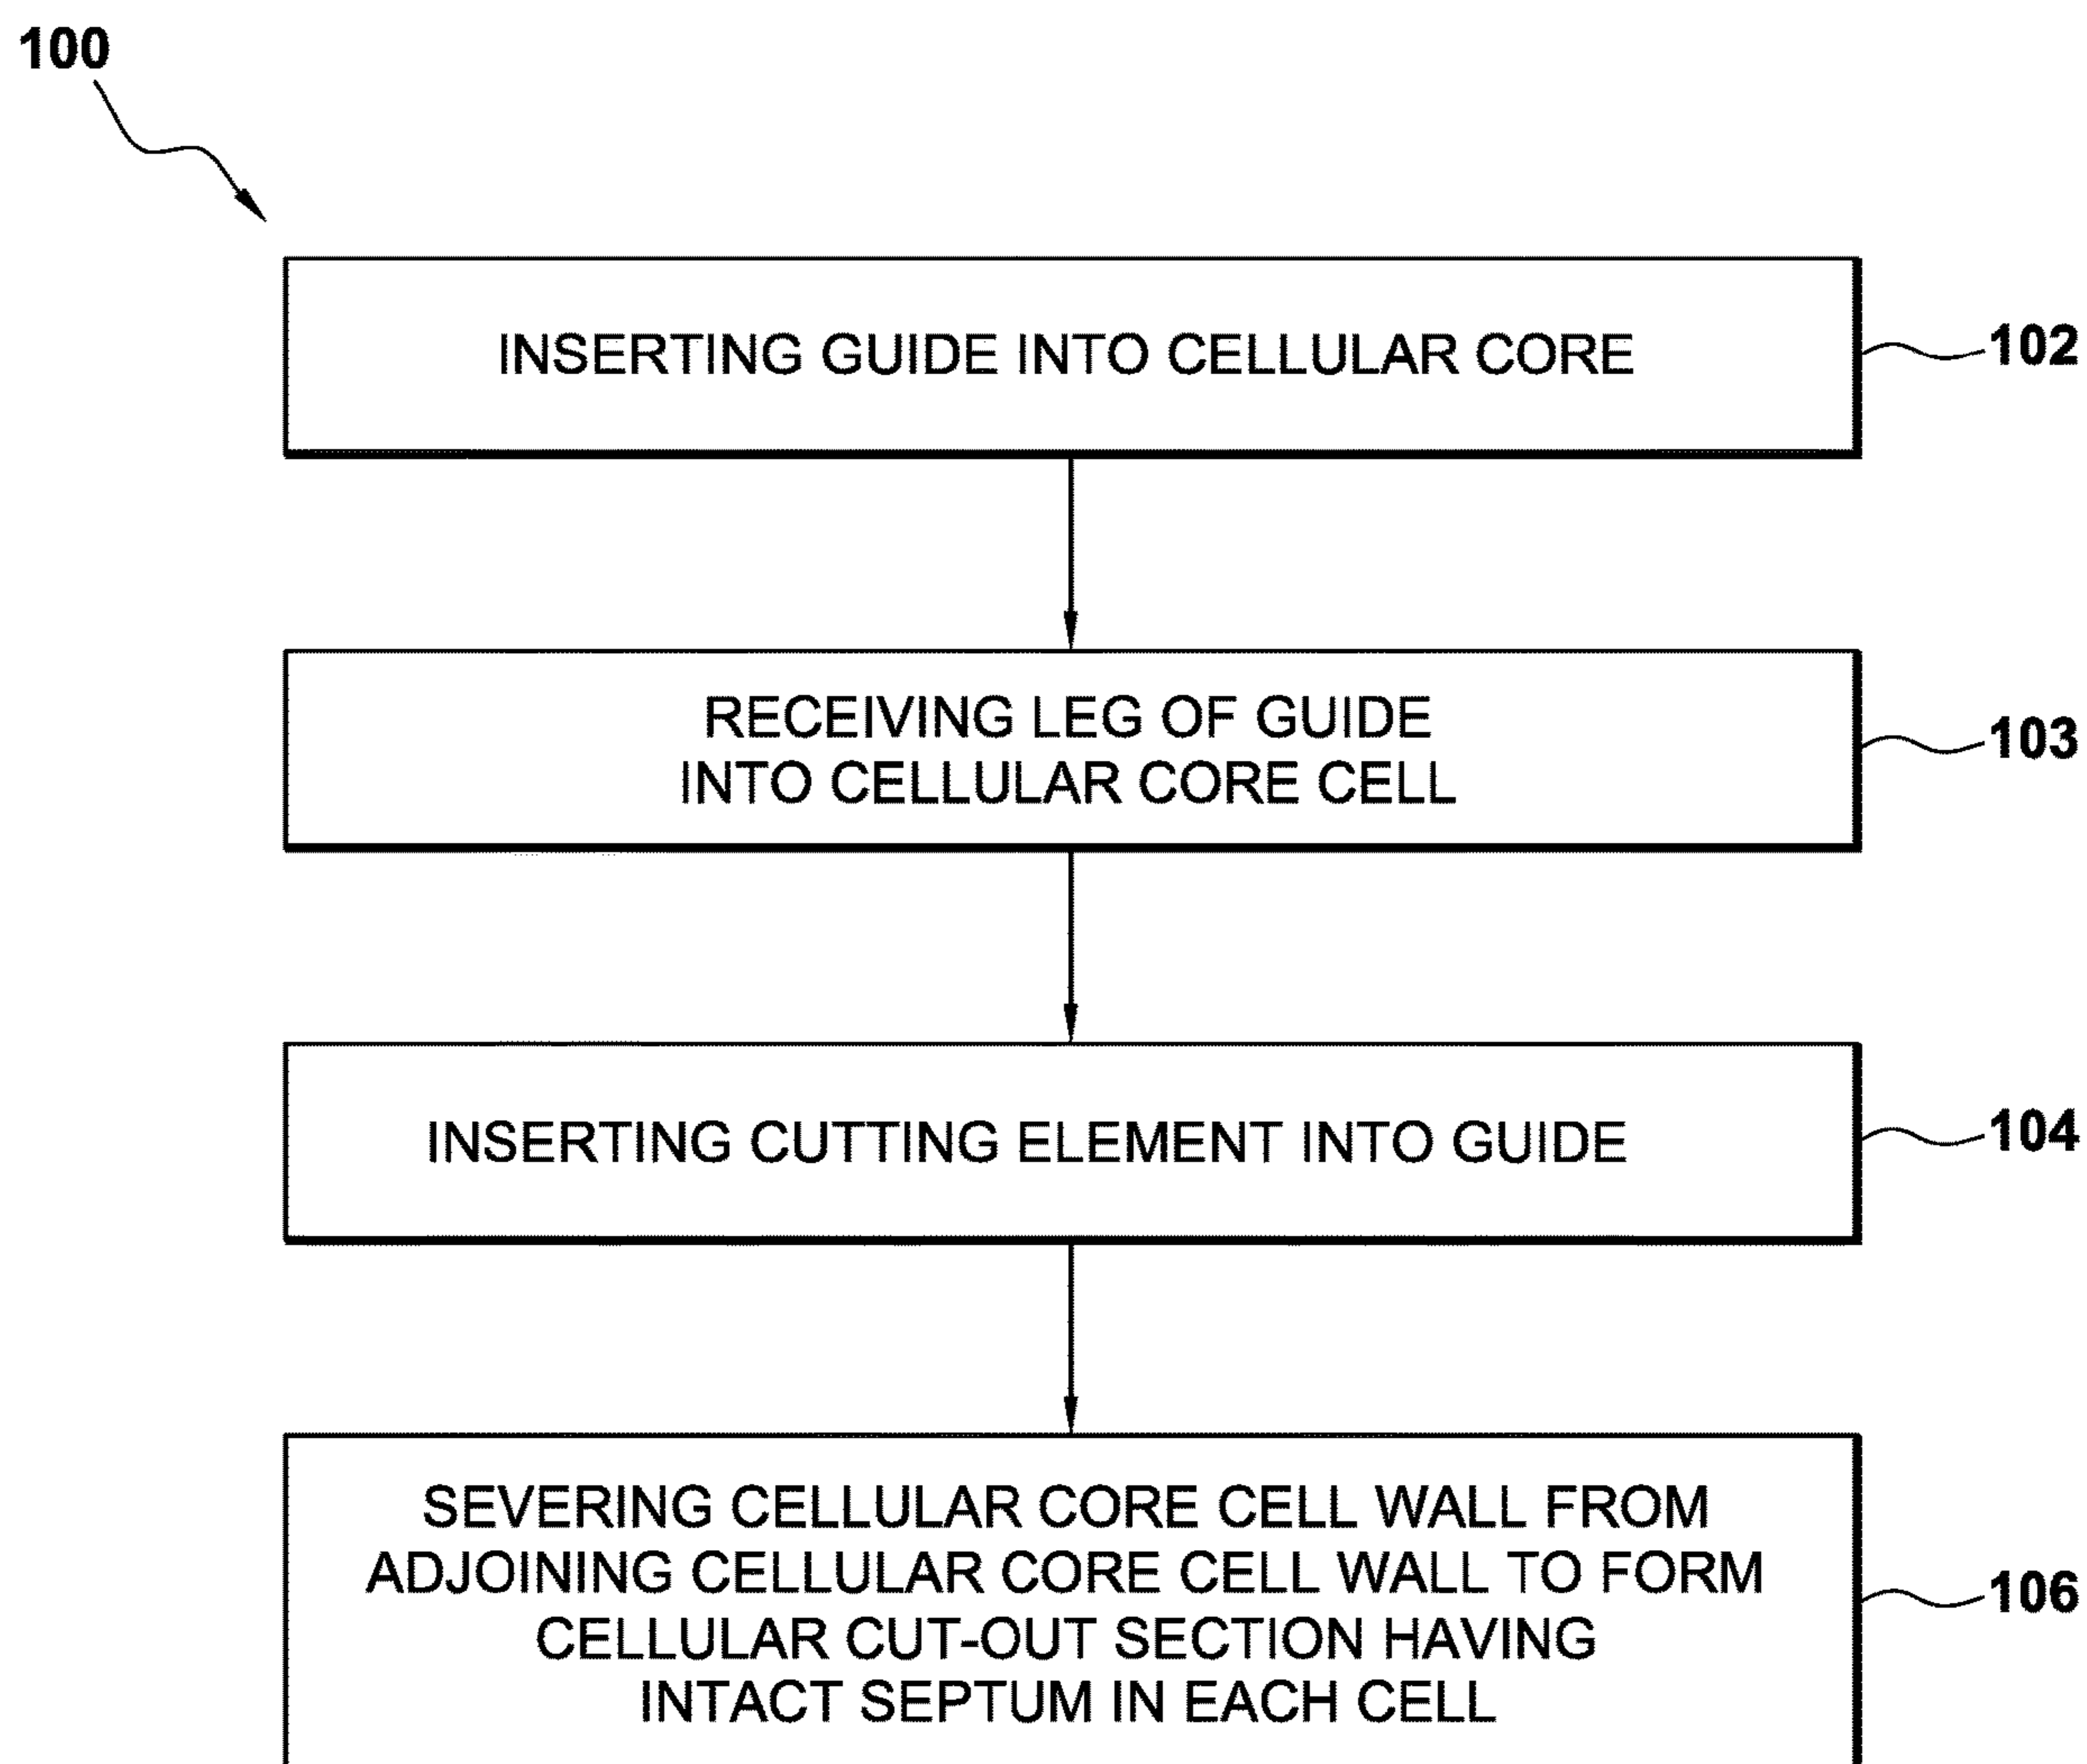 100
INSERTING GUIDE INTO CELLULAR CORE
102
RECEIVING LEG OF GUIDE
INTO CELLULAR CORE CELL
103
INSERTING CUTTING ELEMENT INTO GUIDE
104
SEVERING CELLULAR CORE CELL WALL FROM
ADJOINING CELLULAR CORE CELL WALL TO FORM
CELLULAR CUT-OUT SECTION HAVING
INTACT SEPTUM IN EACH CELL
106